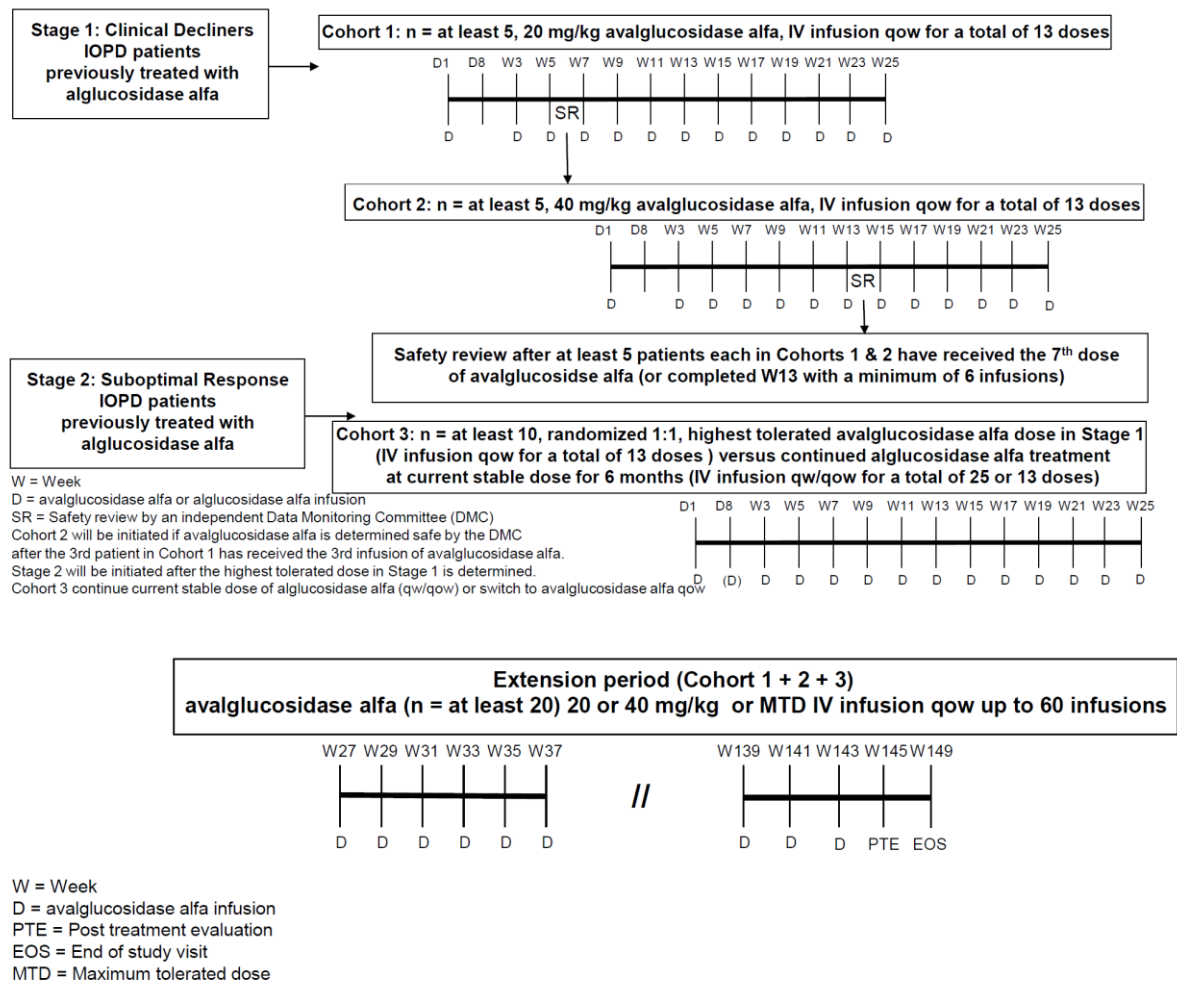 Stage 1: Clinical Decliners
IOPD patients
previously treated with
alglucosidase alfa
Cohort 1: n = at least 5, 20 mg/kg avalglucosidase alfa, IV infusion qow for a total of 13 doses
D1 D8 W3 W5 W7 W9 W11 W13 W15 W17 W19 W21 W23 W25
SR
D D D D D D D D D D D D D
Cohort 2: n = at least 5, 40 mg/kg avalglucosidase alfa, IV infusion qow for a total of 13 doses
D1 D8 W3 W5 W7 W9 W11 W13 W15 W17 W19 W21 W23 W25
SR
D D D D D D D D D D D D D
Safety review after at least 5 patients each in Cohorts 1 & 2 have received the 7th dose
of avalglucosidse alfa (or completed W13 with a minimum of 6 infusions)
Stage 2: Suboptimal Response
IOPD patients
previously treated with
alglucosidase alfa
Cohort 3: n = at least 10, randomized 1:1, highest tolerated avalglucosidase alfa dose in Stage 1
(IV infusion qow for a total of 13 doses ) versus continued alglucosidase alfa treatment
at current stable dose for 6 months (IV infusion qw/qow for a total of 25 or 13 doses)
W = Week
D = avalglucosidase alfa or alglucosidase alfa infusion
SR = Safety review by an independent Data Monitoring Committee (DMC)
Cohort 2 will be initiated if avalglucosidase alfa is determined safe by the DMC
after the 3rd patient in Cohort 1 has received the 3rd infusion of avalglucosidase alfa.
Stage 2 will be initiated after the highest tolerated dose in Stage 1 is determined.
Cohort 3 continue current stable dose of alglucosidase alfa (qw/qow) or switch to avalglucosidase alfa qow
D1 D8 W3 W5 W7 W9 W11 W13 W15 W17 W19 W21 W23 W25
D (D) D D D D D D D D D D D D
Extension period (Cohort 1 + 2 + 3)
avalglucosidase alfa (n = at least 20) 20 or 40 mg/kg or MTD IV infusion qow up to 60 infusions
W27 W29 W31 W33 W35 W37 W139 W141 W143 W145 W149
//
D D D D D D D D D PTE EOS
W = Week
D = avalglucosidase alfa infusion
PTE = Post treatment evaluation
EOS = End of study visit
MTD = Maximum tolerated dose